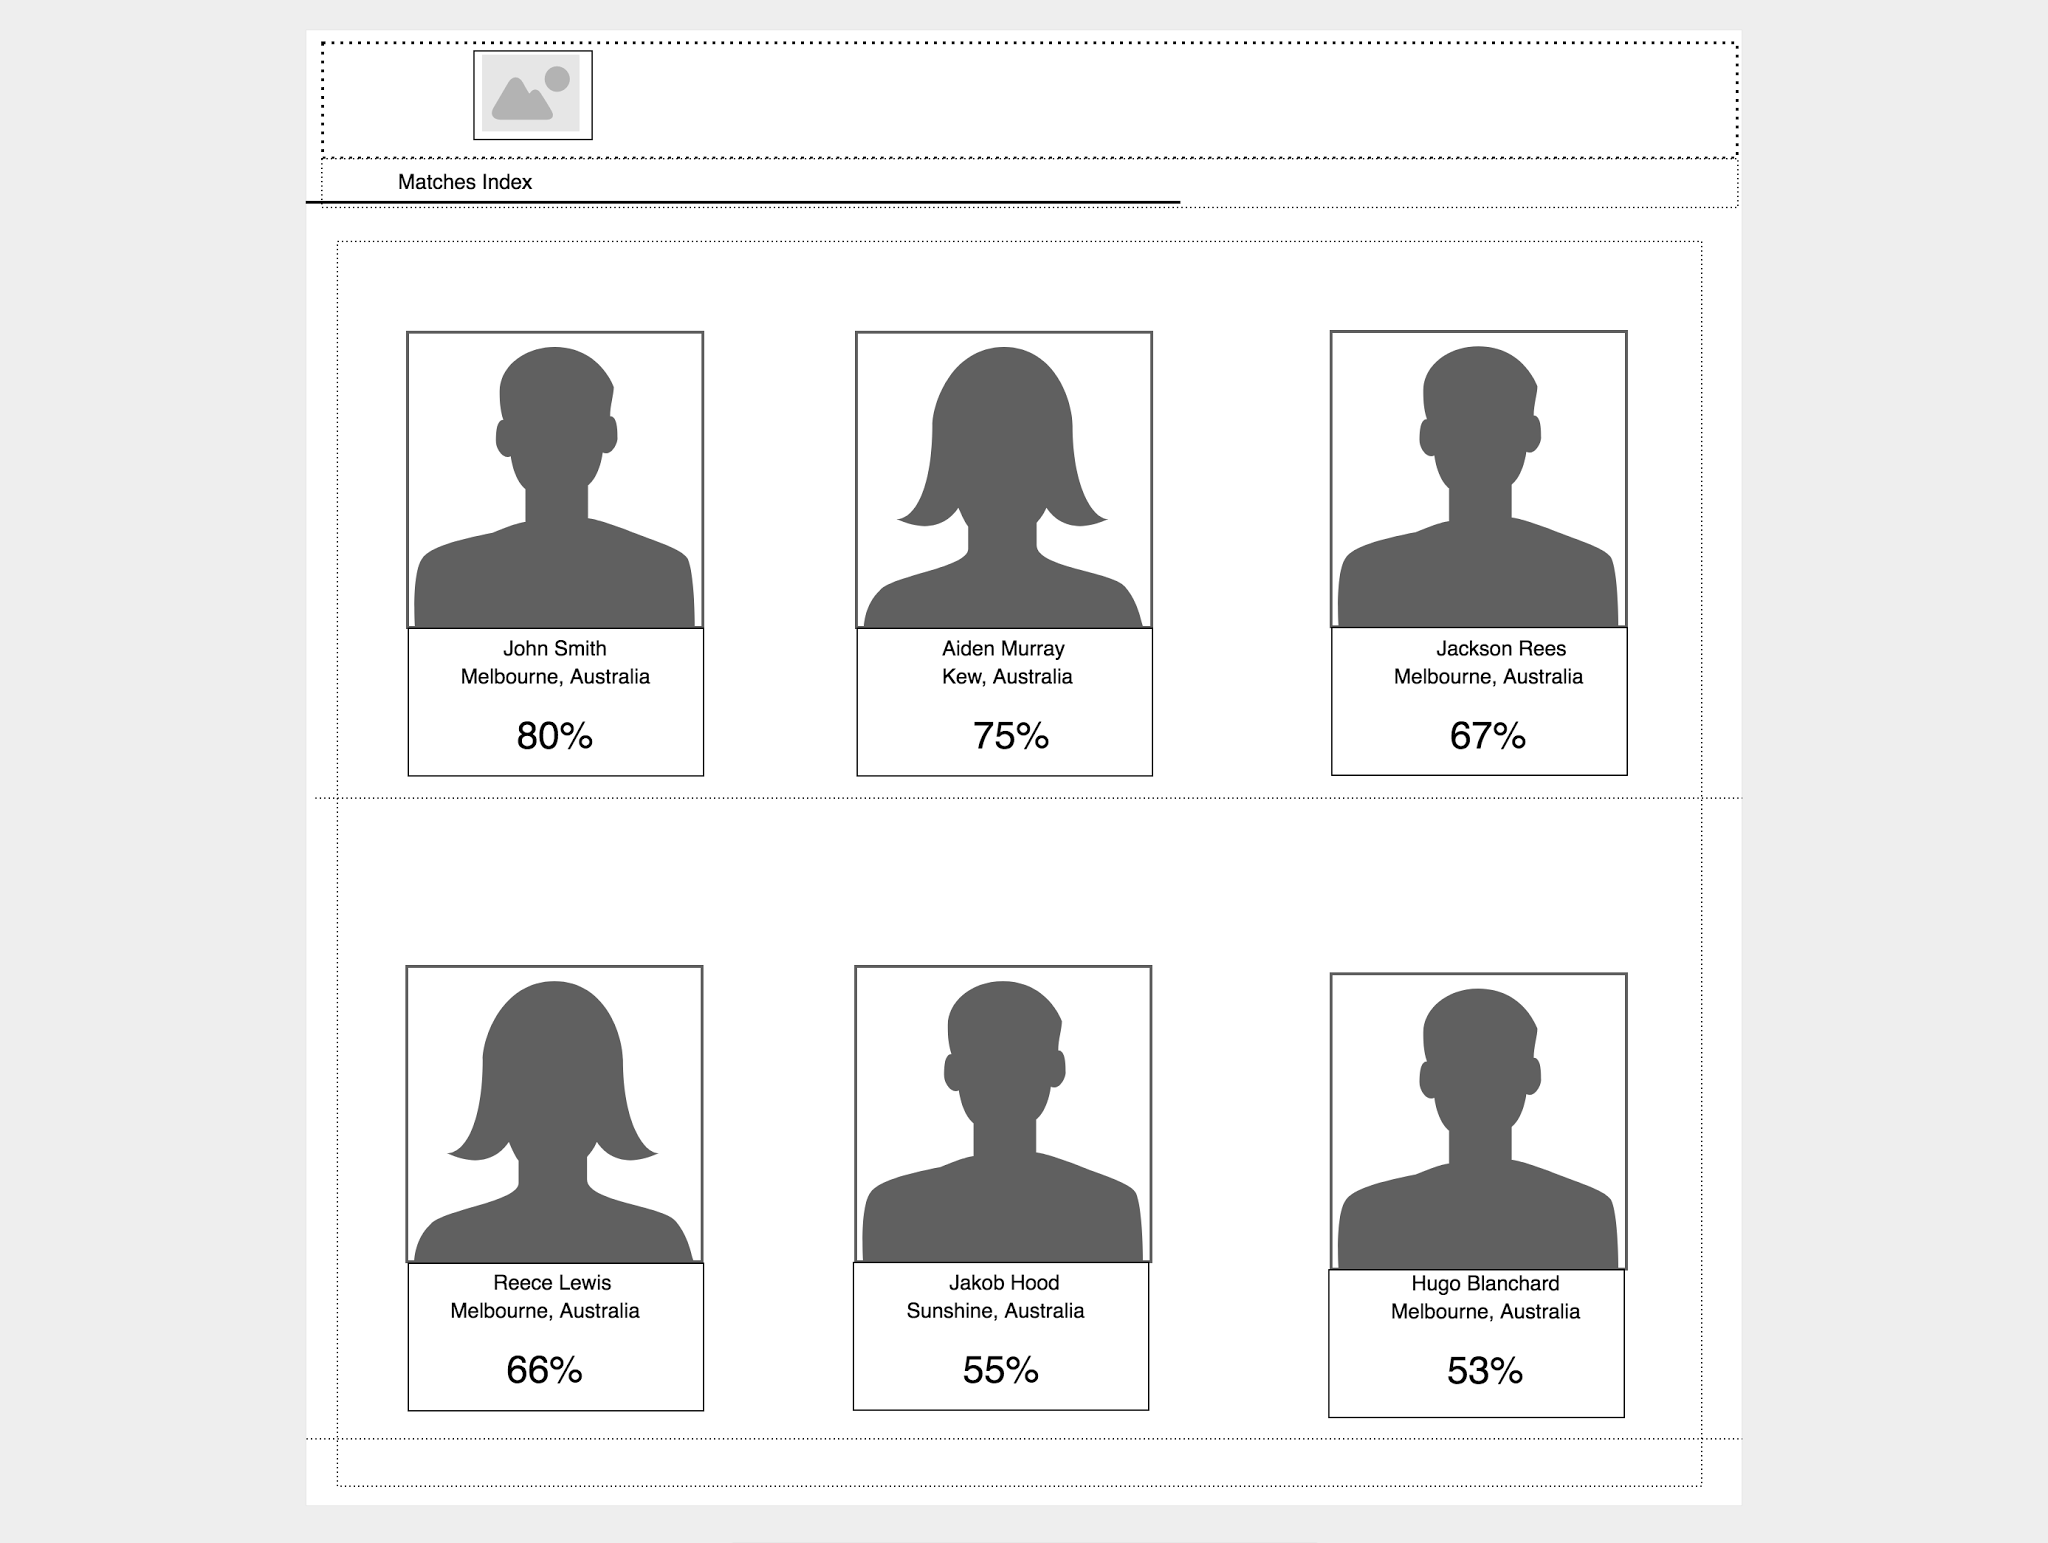 Matches Index
John Smith
Melbourne, Australia
80%
Aiden Murray
Kew, Australia
75%
Jackson Rees
Melbourne, Australia
67%
Reece Lewis
Melbourne, Australia
66%
Jakob Hood
Sunshine, Australia
55%
Hugo Blanchard
Melbourne, Australia
53%